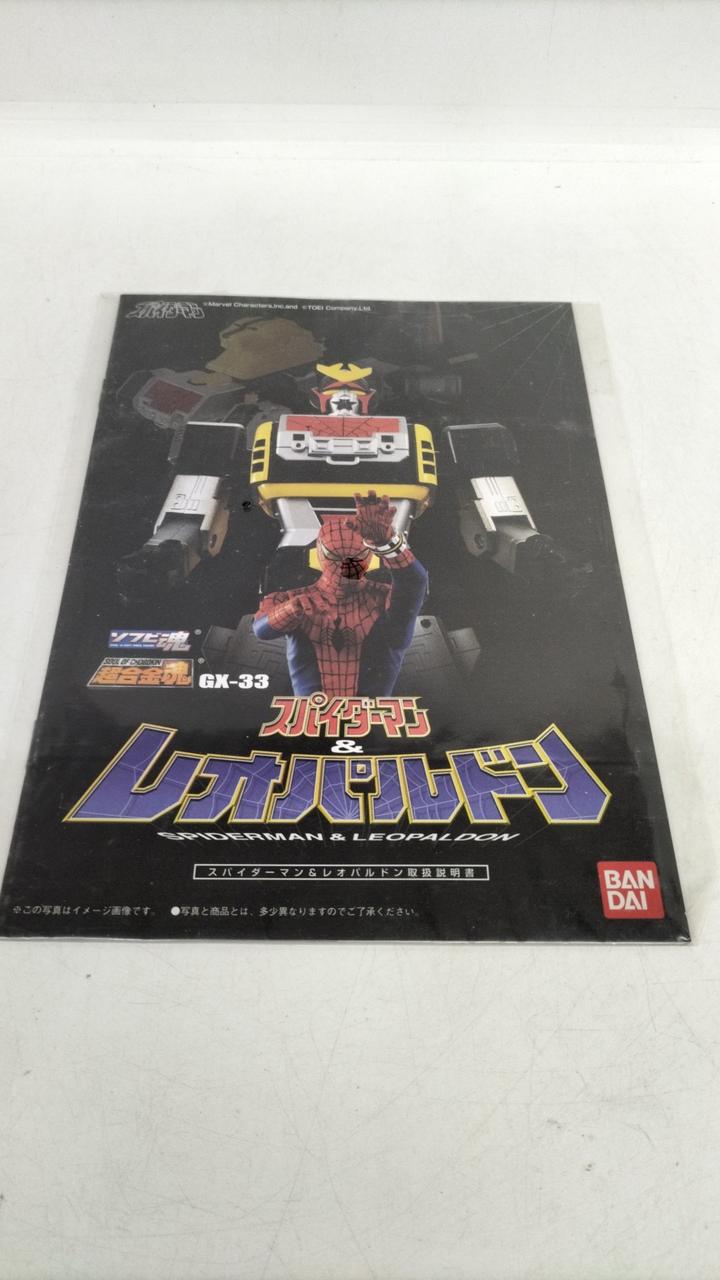 スパイダーマン ©Marvel Characters,Inc.and ©TOEI Company,Ltd.
ソフビ魂
SOUL OF CHOGOKIN
超合金魂 GX-33
スパイダーマン
&
レオパルドン
SPIDERMAN & LEOPALDON
スパイダーマン&レオパルドン取扱説明書
BAN
DAI
※この写真はイメージ画像です。 ●写真と商品とは、多少異なりますのでご了承ください。